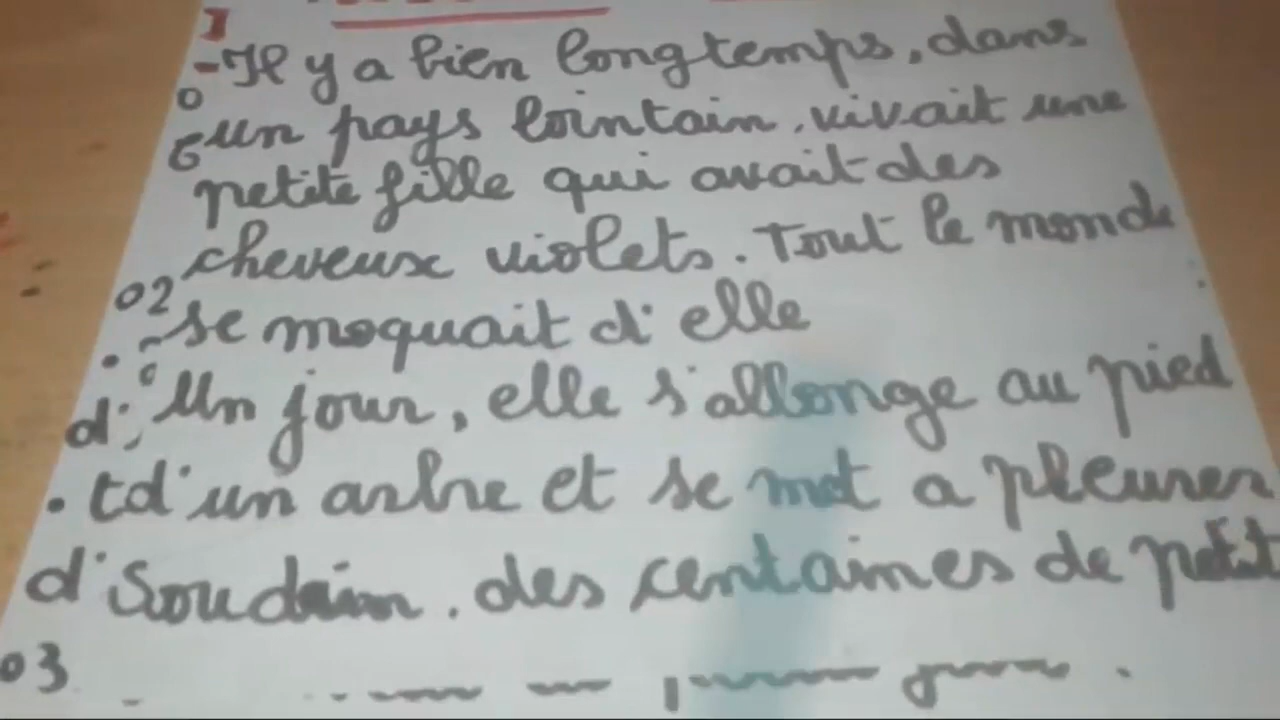 - Il y a bien longtemps, dans
un pays lointain. vivait une
petite fille qui avait des
cheveux violets. Tout le monde
02 se moquait d'elle
Un jour, elle s'allonge au pied
d'un arbre et se met a pleurer
Soudain. des centaines de petit
03